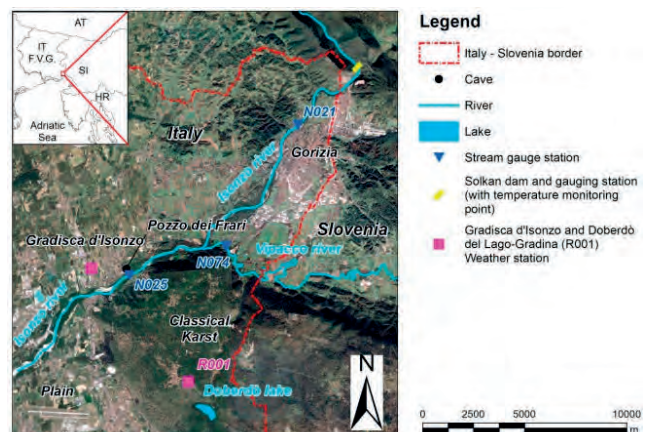 AT
IT
F.V.G.
SI
HR
Adriatic
Sea
N021
Italy
Gorizia
Isonzo river
Pozzo dei Frari
Slovenia
Gradisca d'Isonzo
Vipacco river
N074
N025
Isonzo river
Classical
Karst
R001
Doberdò lake
Plain
N
Legend
Italy - Slovenia border
Cave
River
Lake
Stream gauge station
Solkan dam and gauging station
(with temperature monitoring
point)
Gradisca d'Isonzo and Doberdò
del Lago-Gradina (R001)
Weather station
0 2500 5000 10000
m